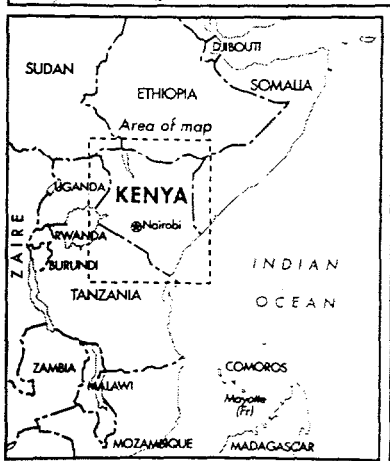 DJIBOUTI
SUDAN
SOMALIA
ETHIOPIA
Area of map
UGANDA
KENYA
Nairobi
RWANDA
ZAIRE
BURUNDI
INDIAN
OCEAN
TANZANIA
ZAMBIA
COMOROS
MALAWI
Mayotte
(Fr)
MOZAMBIQUE
MADAGASCAR